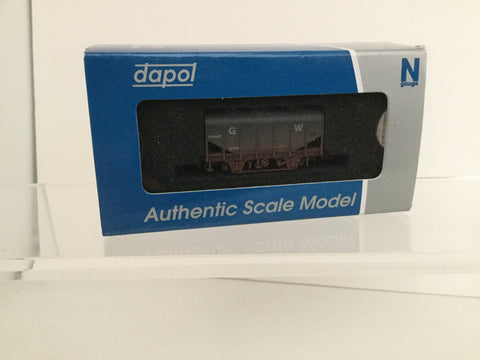 dapol
N
gauge
G W
Authentic Scale Model